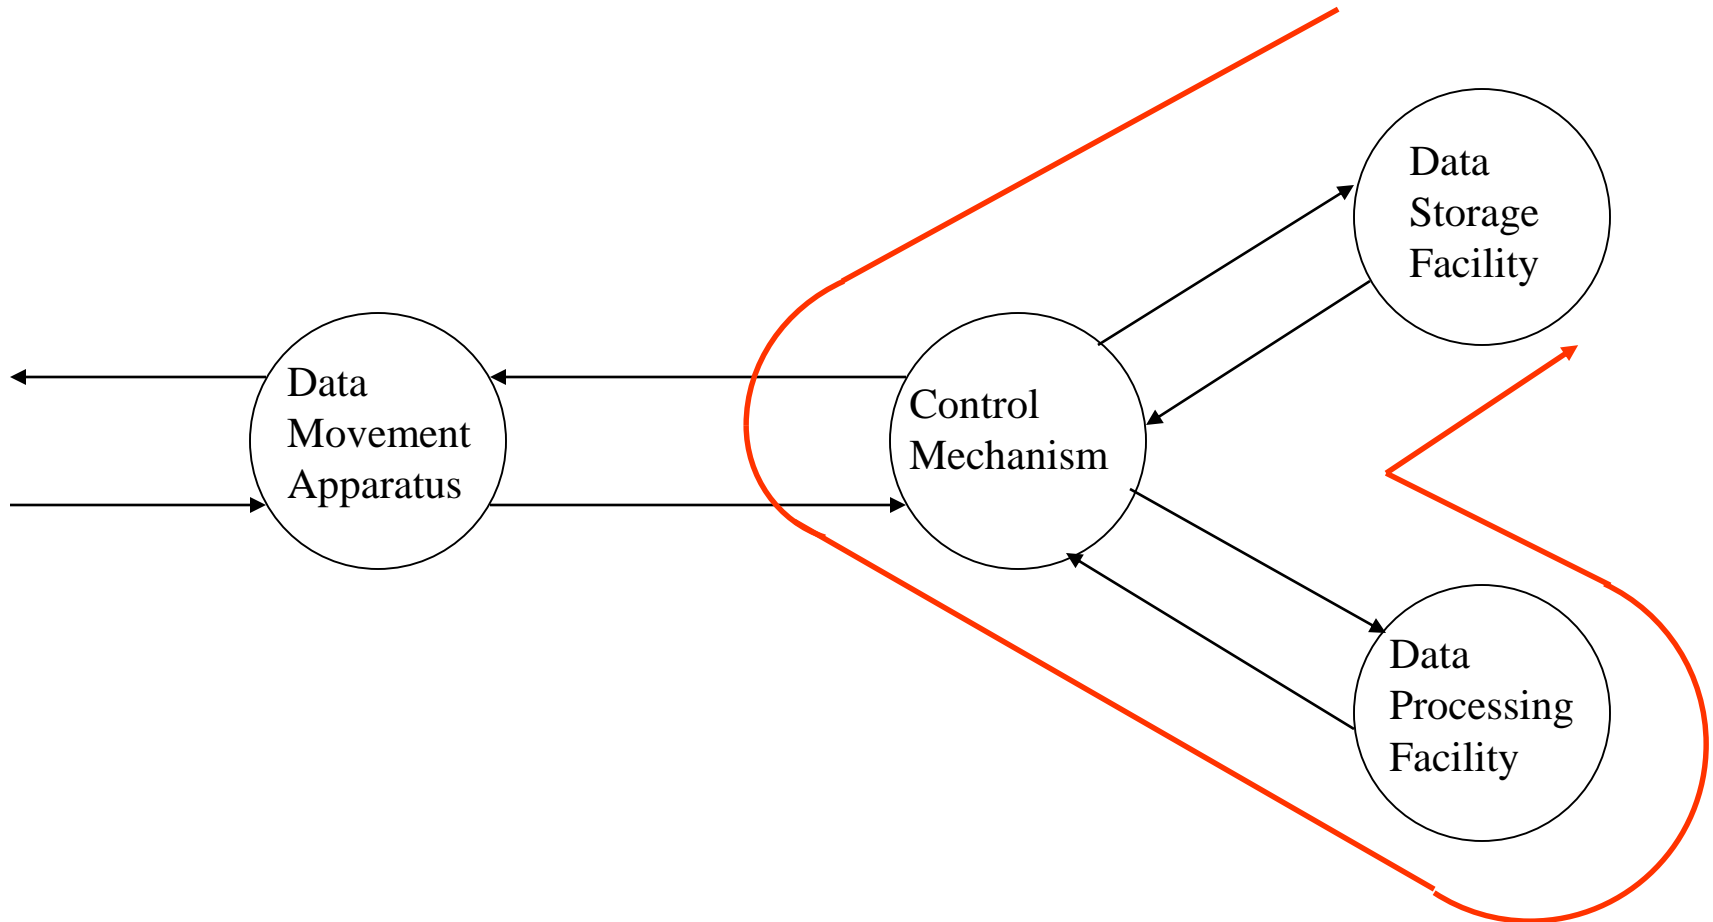 Data
Storage
Facility
Data
Movement
Apparatus
Control
Mechanism
Data
Processing
Facility